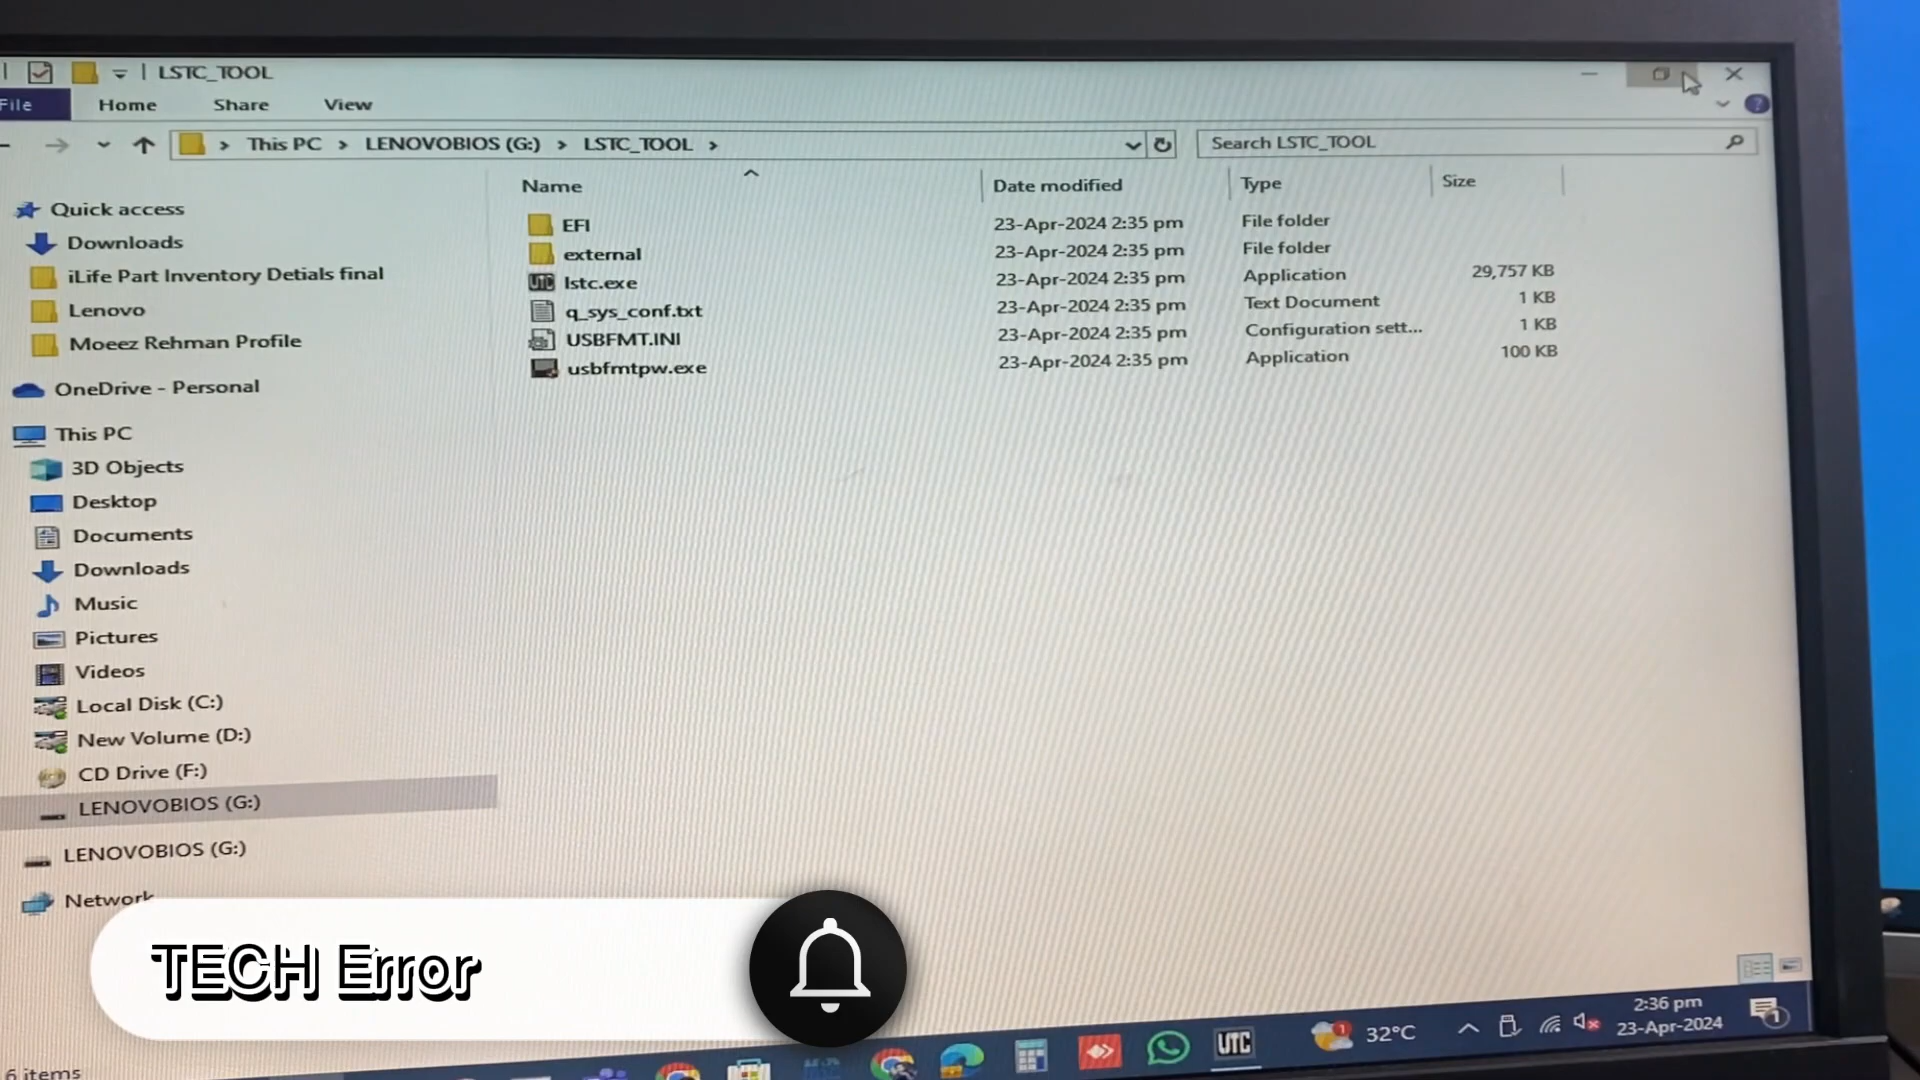 LSTC_TOOL
File Home Share View
This PC > LENOVOBIOS (G:) > LSTC_TOOL >
Search LSTC_TOOL
Name Date modified Type Size
EFI 23-Apr-2024 2:35 pm File folder
external 23-Apr-2024 2:35 pm File folder
lstc.exe 23-Apr-2024 2:35 pm Application 29,757 KB
q_sys_conf.txt 23-Apr-2024 2:35 pm Text Document 1 KB
USBFMT.INI 23-Apr-2024 2:35 pm Configuration sett... 1 KB
usbfmtpw.exe 23-Apr-2024 2:35 pm Application 100 KB
Quick access
Downloads
iLife Part Inventory Detials final
Lenovo
Moeez Rehman Profile
OneDrive - Personal
This PC
3D Objects
Desktop
Documents
Downloads
Music
Pictures
Videos
Local Disk (C:)
New Volume (D:)
CD Drive (F:)
LENOVOBIOS (G:)
LENOVOBIOS (G:)
Network
TECH Error
6 items
UTC
1
32°C
2:36 pm
23-Apr-2024
1